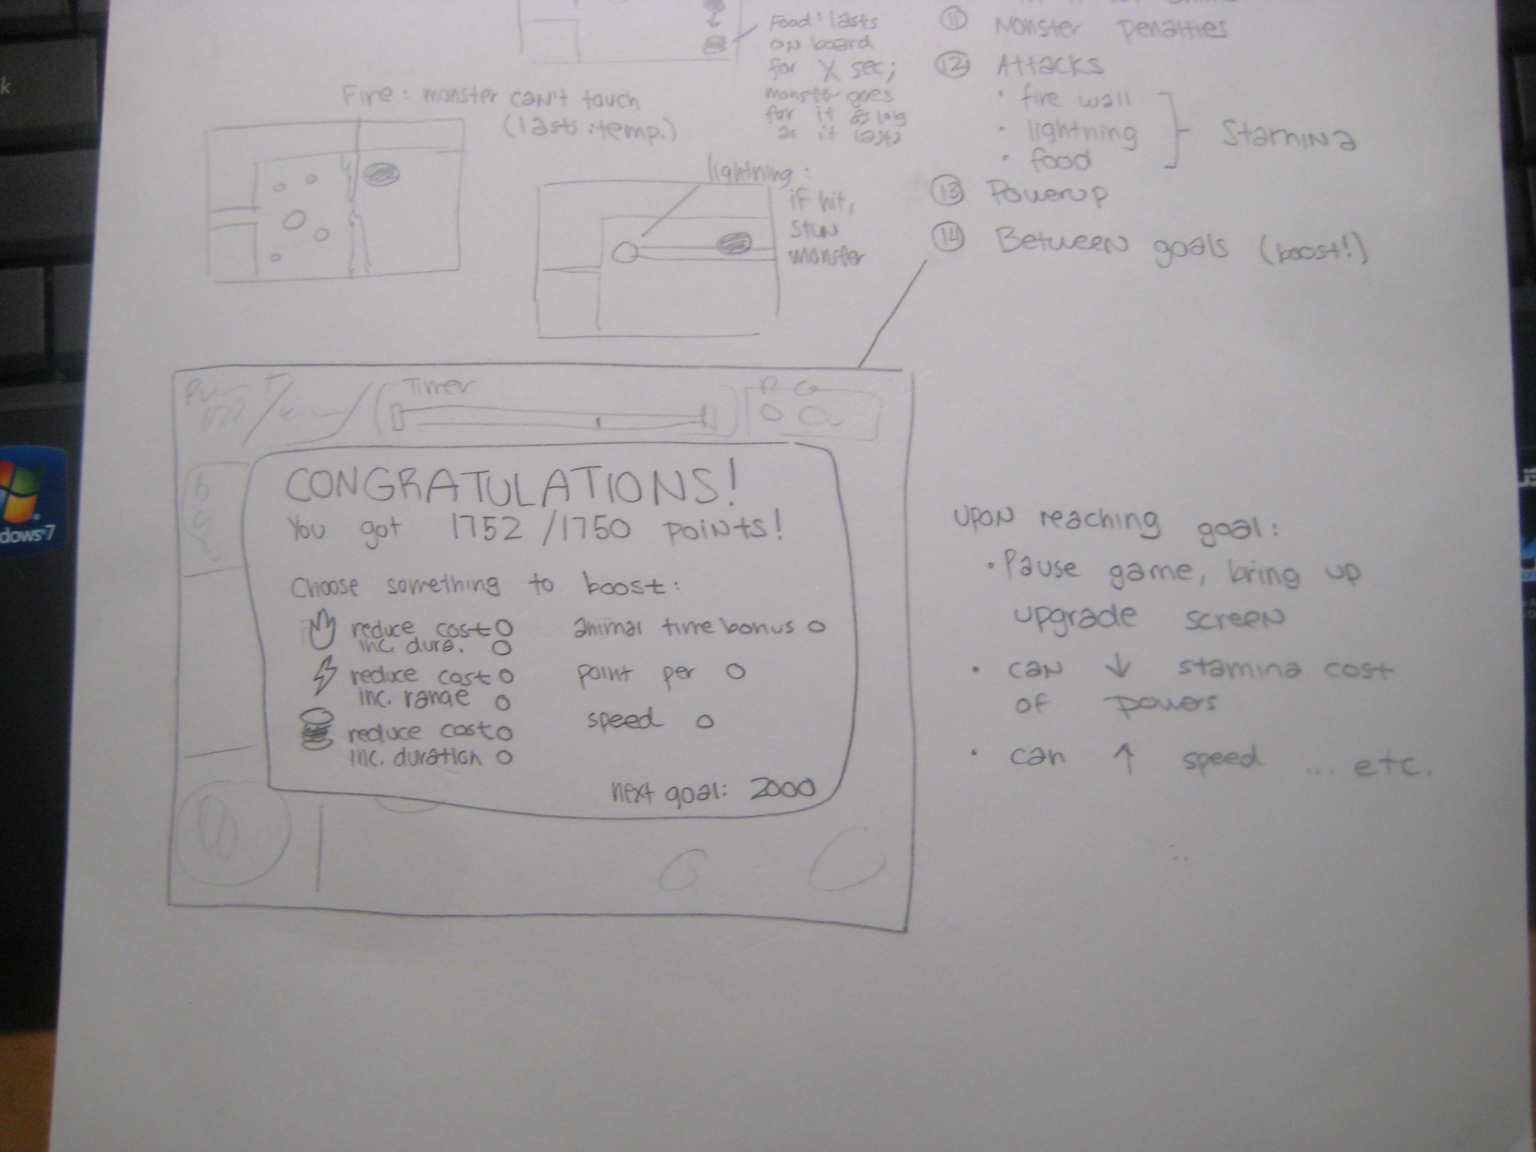 Food: lasts
on board
for X sec;
monster goes
for it as long
as it lasts
Fire: monster can't touch
(lasts temp.)
lightning:
if hit,
stun
monster
11 Monster penalties
12 Attacks
• fire wall
• lightning
• food
Stamina
13 Powerup
14 Between goals (boost!)
Timer
CONGRATULATIONS!
You got 1752/1750 points!
Choose something to boost:
reduce cost
inc. dura.
reduce cost
inc. range
reduce cost
inc. duration
animal time bonus
point per
speed
next goal: 2000
upon reaching goal:
• Pause game, bring up
upgrade screen
• can ↓ stamina cost
of powers
• can ↑ speed ... etc.
k
dows 7